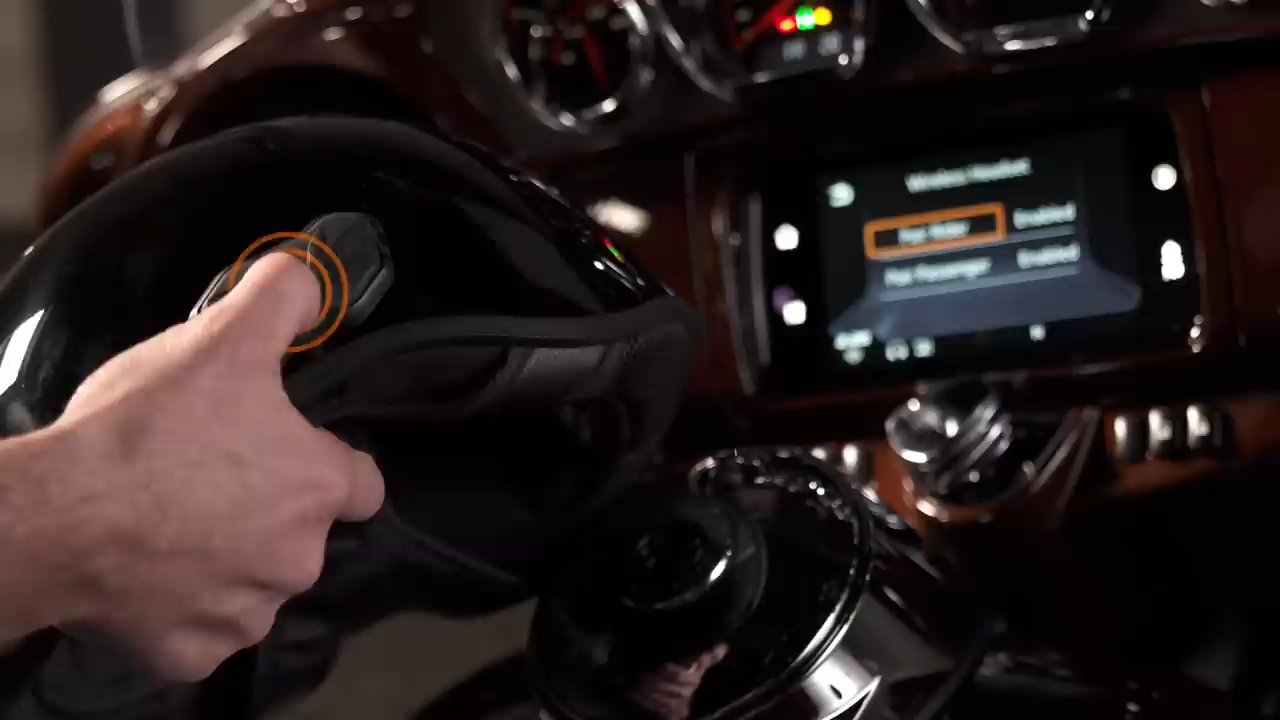 Wireless Headset
Pair Rider Enabled
Pair Passenger Enabled
N